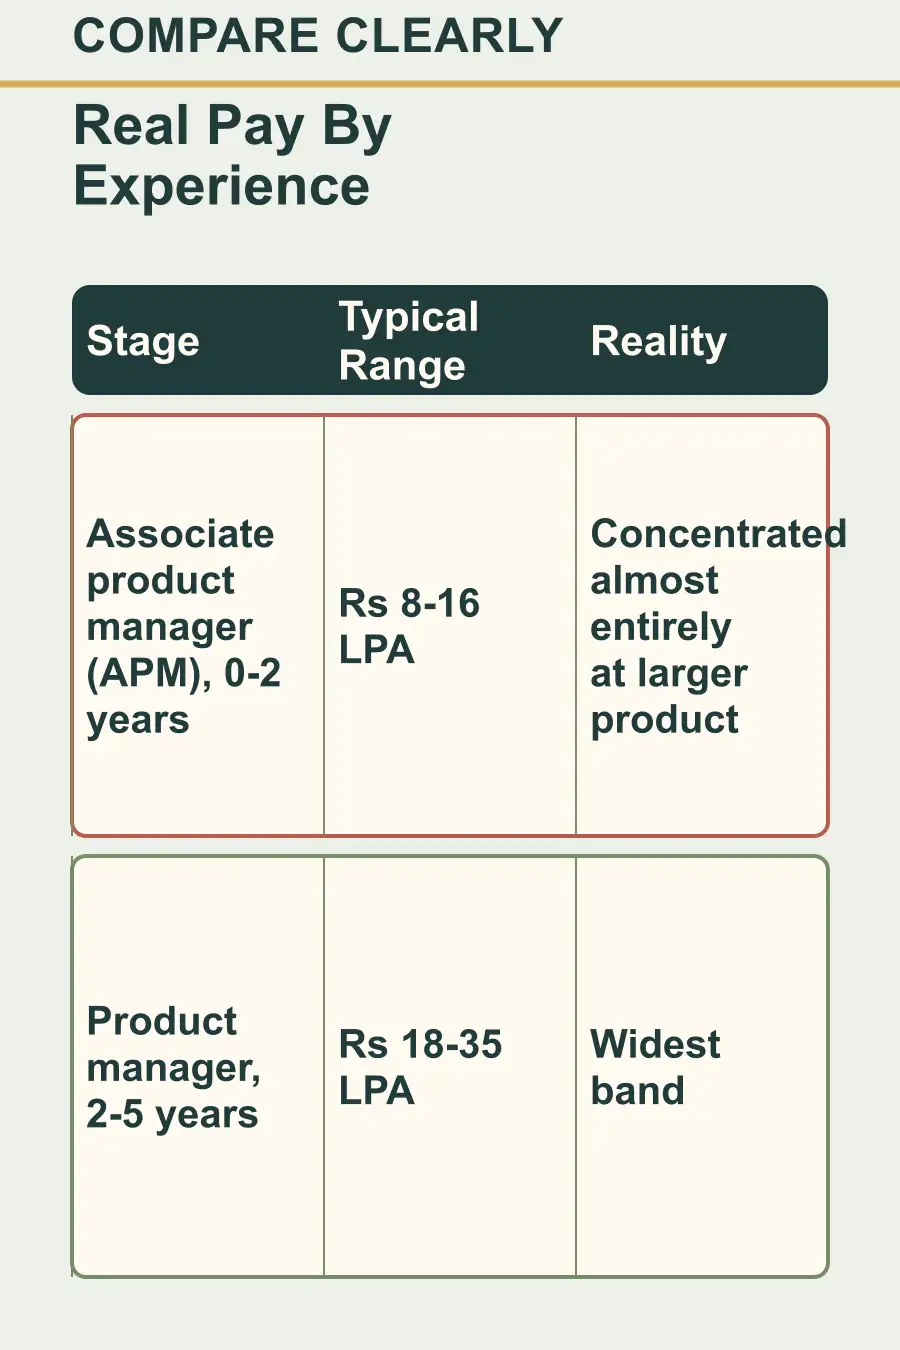 COMPARE CLEARLY
Real Pay By
Experience
Stage
Typical
Range
Reality
Associate
product
manager
(APM), 0-2
years
Rs 8-16
LPA
Concentrated
almost
entirely
at larger
product
Product
manager,
2-5 years
Rs 18-35
LPA
Widest
band